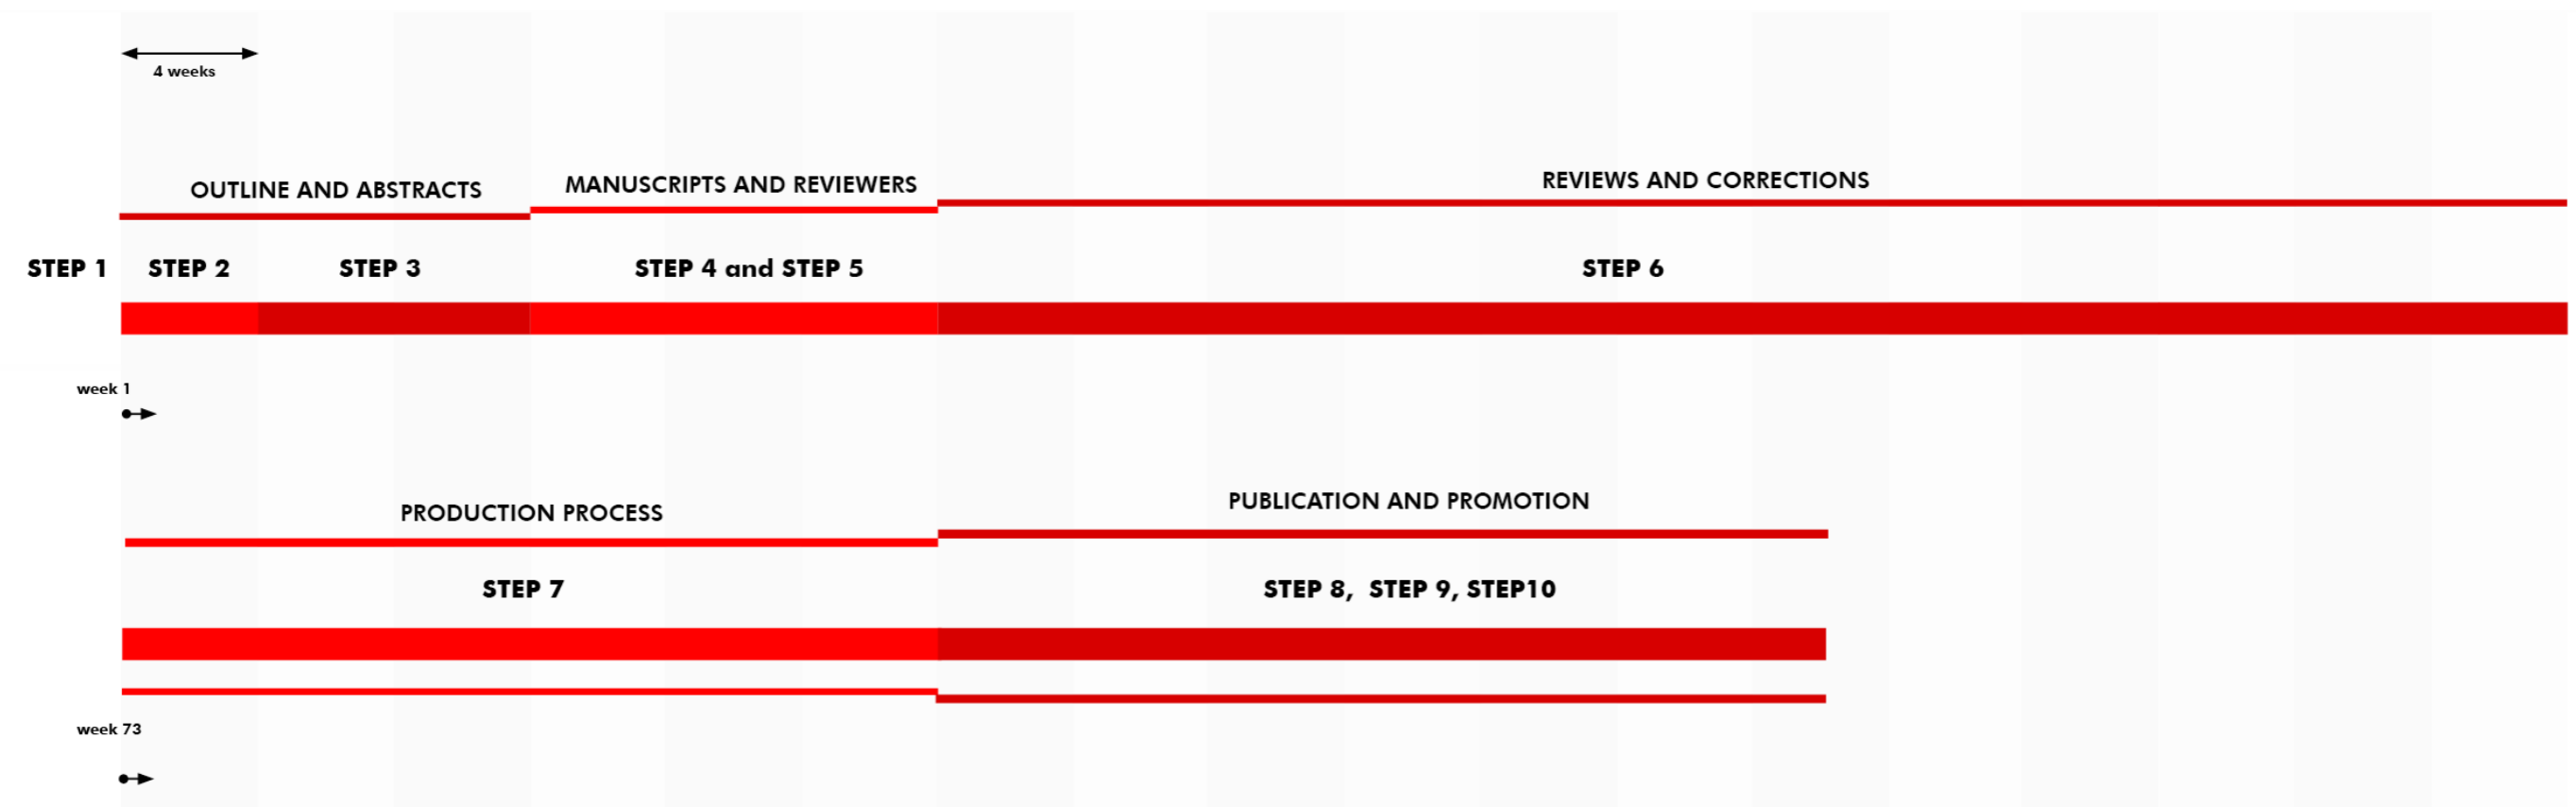 4 weeks
OUTLINE AND ABSTRACTS
MANUSCRIPTS AND REVIEWERS
REVIEWS AND CORRECTIONS
STEP 1
STEP 2
STEP 3
STEP 4 and STEP 5
STEP 6
week 1
PRODUCTION PROCESS
PUBLICATION AND PROMOTION
STEP 7
STEP 8, STEP 9, STEP10
week 73